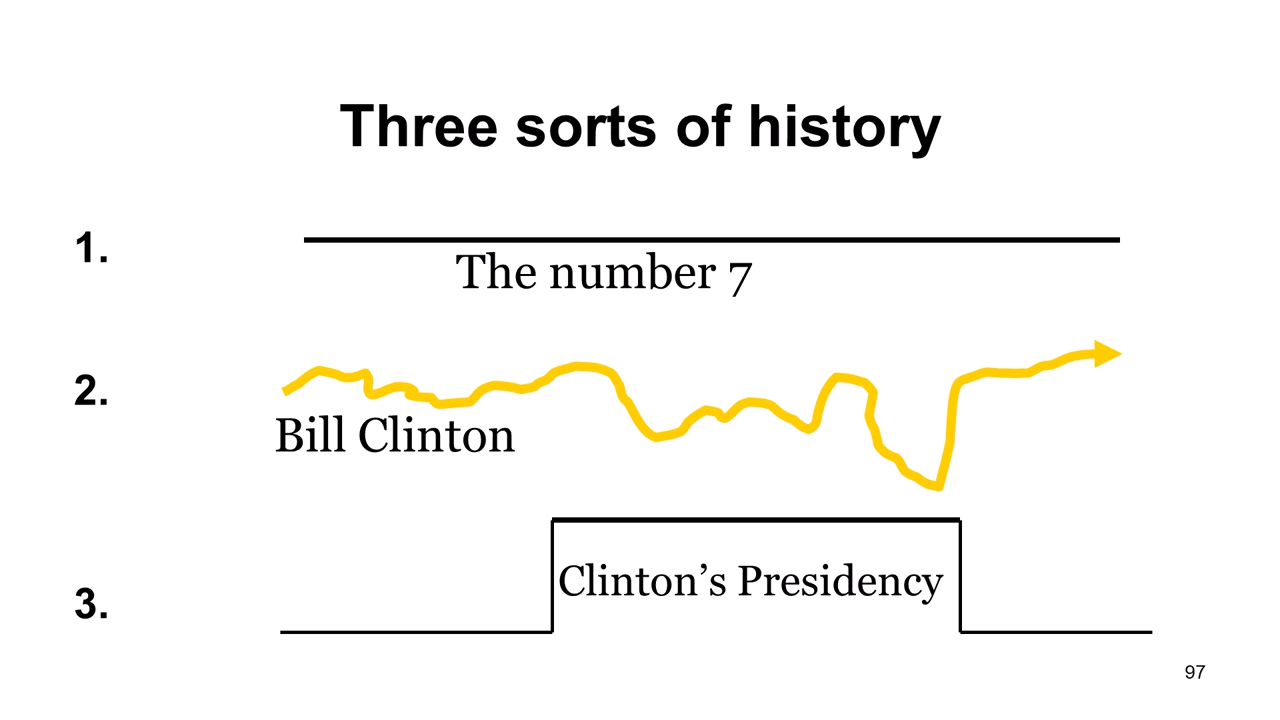 Three sorts of history
1.
The number 7
2.
Bill Clinton
Clinton’s Presidency
3.
97